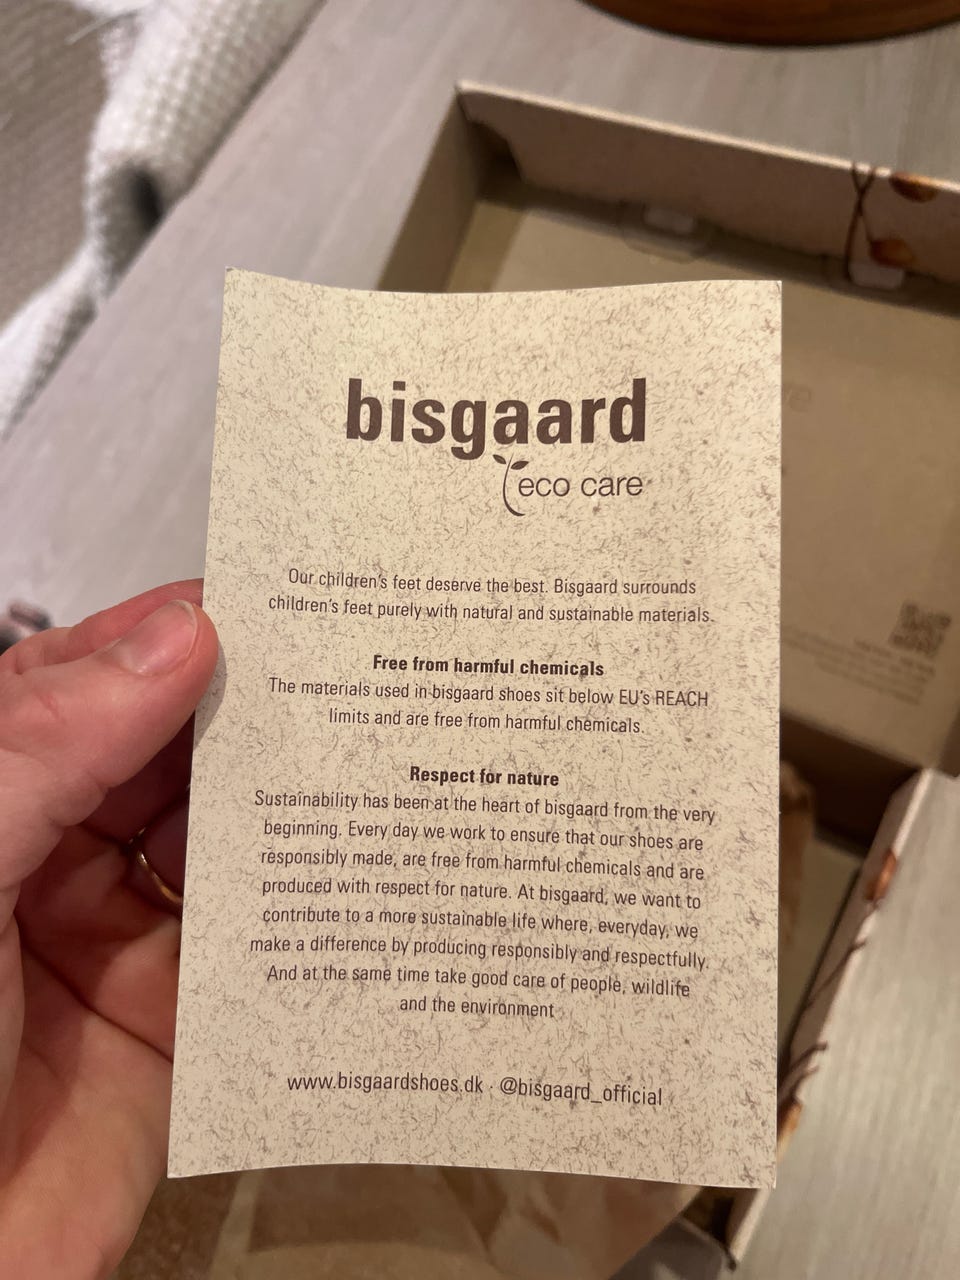 bisgaard
eco care
Our children's feet deserve the best. Bisgaard surrounds
children's feet purely with natural and sustainable materials.
Free from harmful chemicals
The materials used in bisgaard shoes sit below EU's REACH
limits and are free from harmful chemicals.
Respect for nature
Sustainability has been at the heart of bisgaard from the very
beginning. Every day we work to ensure that our shoes are
responsibly made, are free from harmful chemicals and are
produced with respect for nature. At bisgaard, we want to
contribute to a more sustainable life where, everyday, we
make a difference by producing responsibly and respectfully.
And at the same time take good care of people, wildlife
and the environment
www.bisgaardshoes.dk · @bisgaard_official